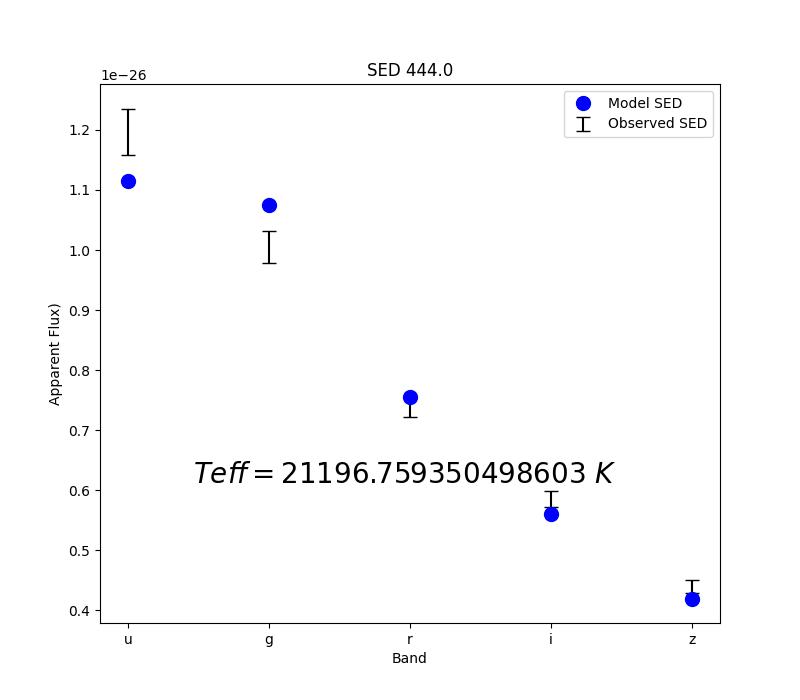 SED 444.0
1e−26
Model SED
Observed SED
1.2
1.1
1.0
0.9
0.8
0.7
0.6
0.5
0.4
Apparent Flux)
Teff = 21196.759350498603 K
u g r i z
Band